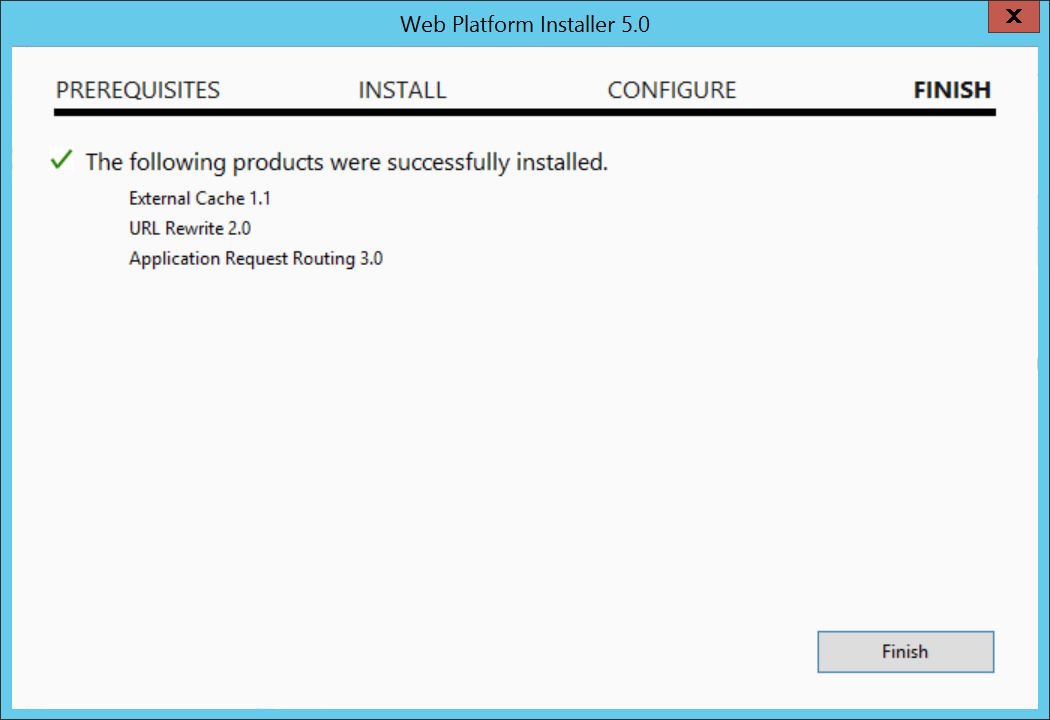 Web Platform Installer 5.0
X
PREREQUISITES INSTALL CONFIGURE FINISH
The following products were successfully installed.
External Cache 1.1
URL Rewrite 2.0
Application Request Routing 3.0
Finish